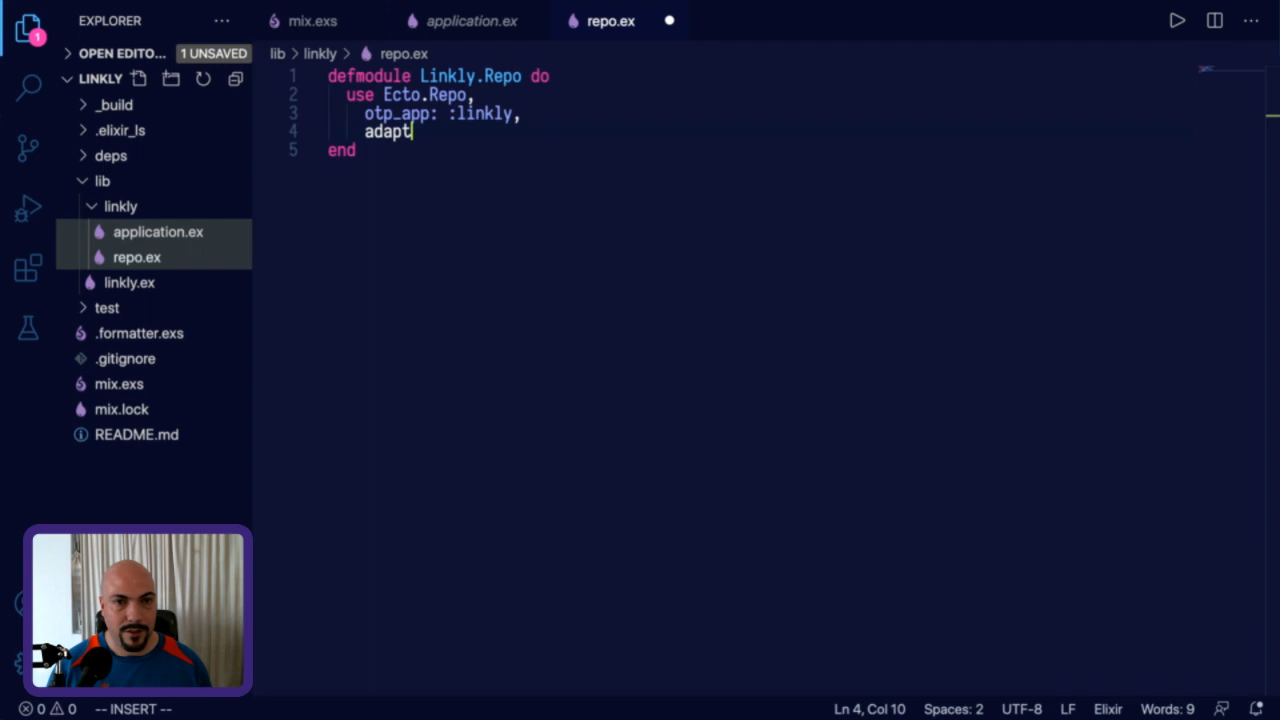 EXPLORER
mix.exs
application.ex
repo.ex
OPEN EDITO...
1 UNSAVED
lib
linkly
repo.ex
LINKLY
1
_build
.elixir_ls
deps
lib
linkly
application.ex
repo.ex
linkly.ex
test
.formatter.exs
.gitignore
mix.exs
mix.lock
README.md
1 defmodule Linkly.Repo do
2 use Ecto.Repo,
3 otp_app: :linkly,
4 adapt
5 end
0 0 -- INSERT -- Ln 4, Col 10 Spaces: 2 UTF-8 LF Elixir Words: 9